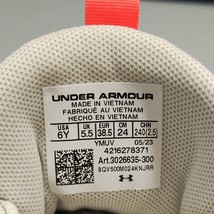 UNDER ARMOUR
MADE IN VIETNAM
FABRIQUÉ AU VIETNAM
HECHO EN VIETNAM
USA UK EUR CM CHN
6Y 5.5 38.5 24 240 (2.5)
YMUV 05/23
4216278371
Art.3026635-300
8QY500M024KNJRR